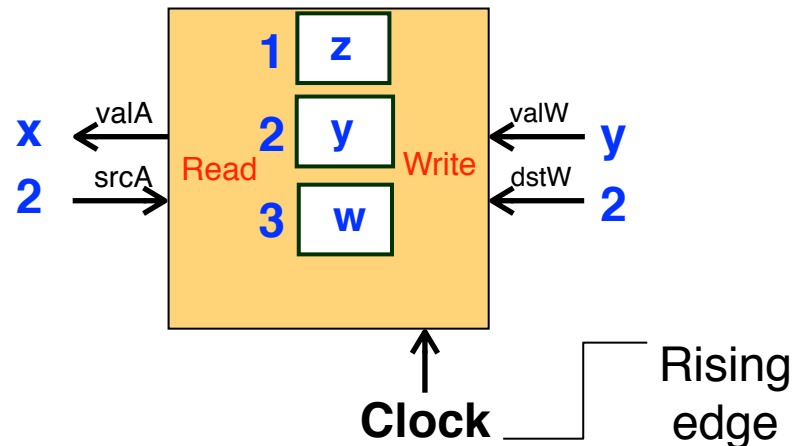 1 z
x valA 2 y valW y
Read Write
2 srcA dstW 2
3 w
Clock Rising
edge